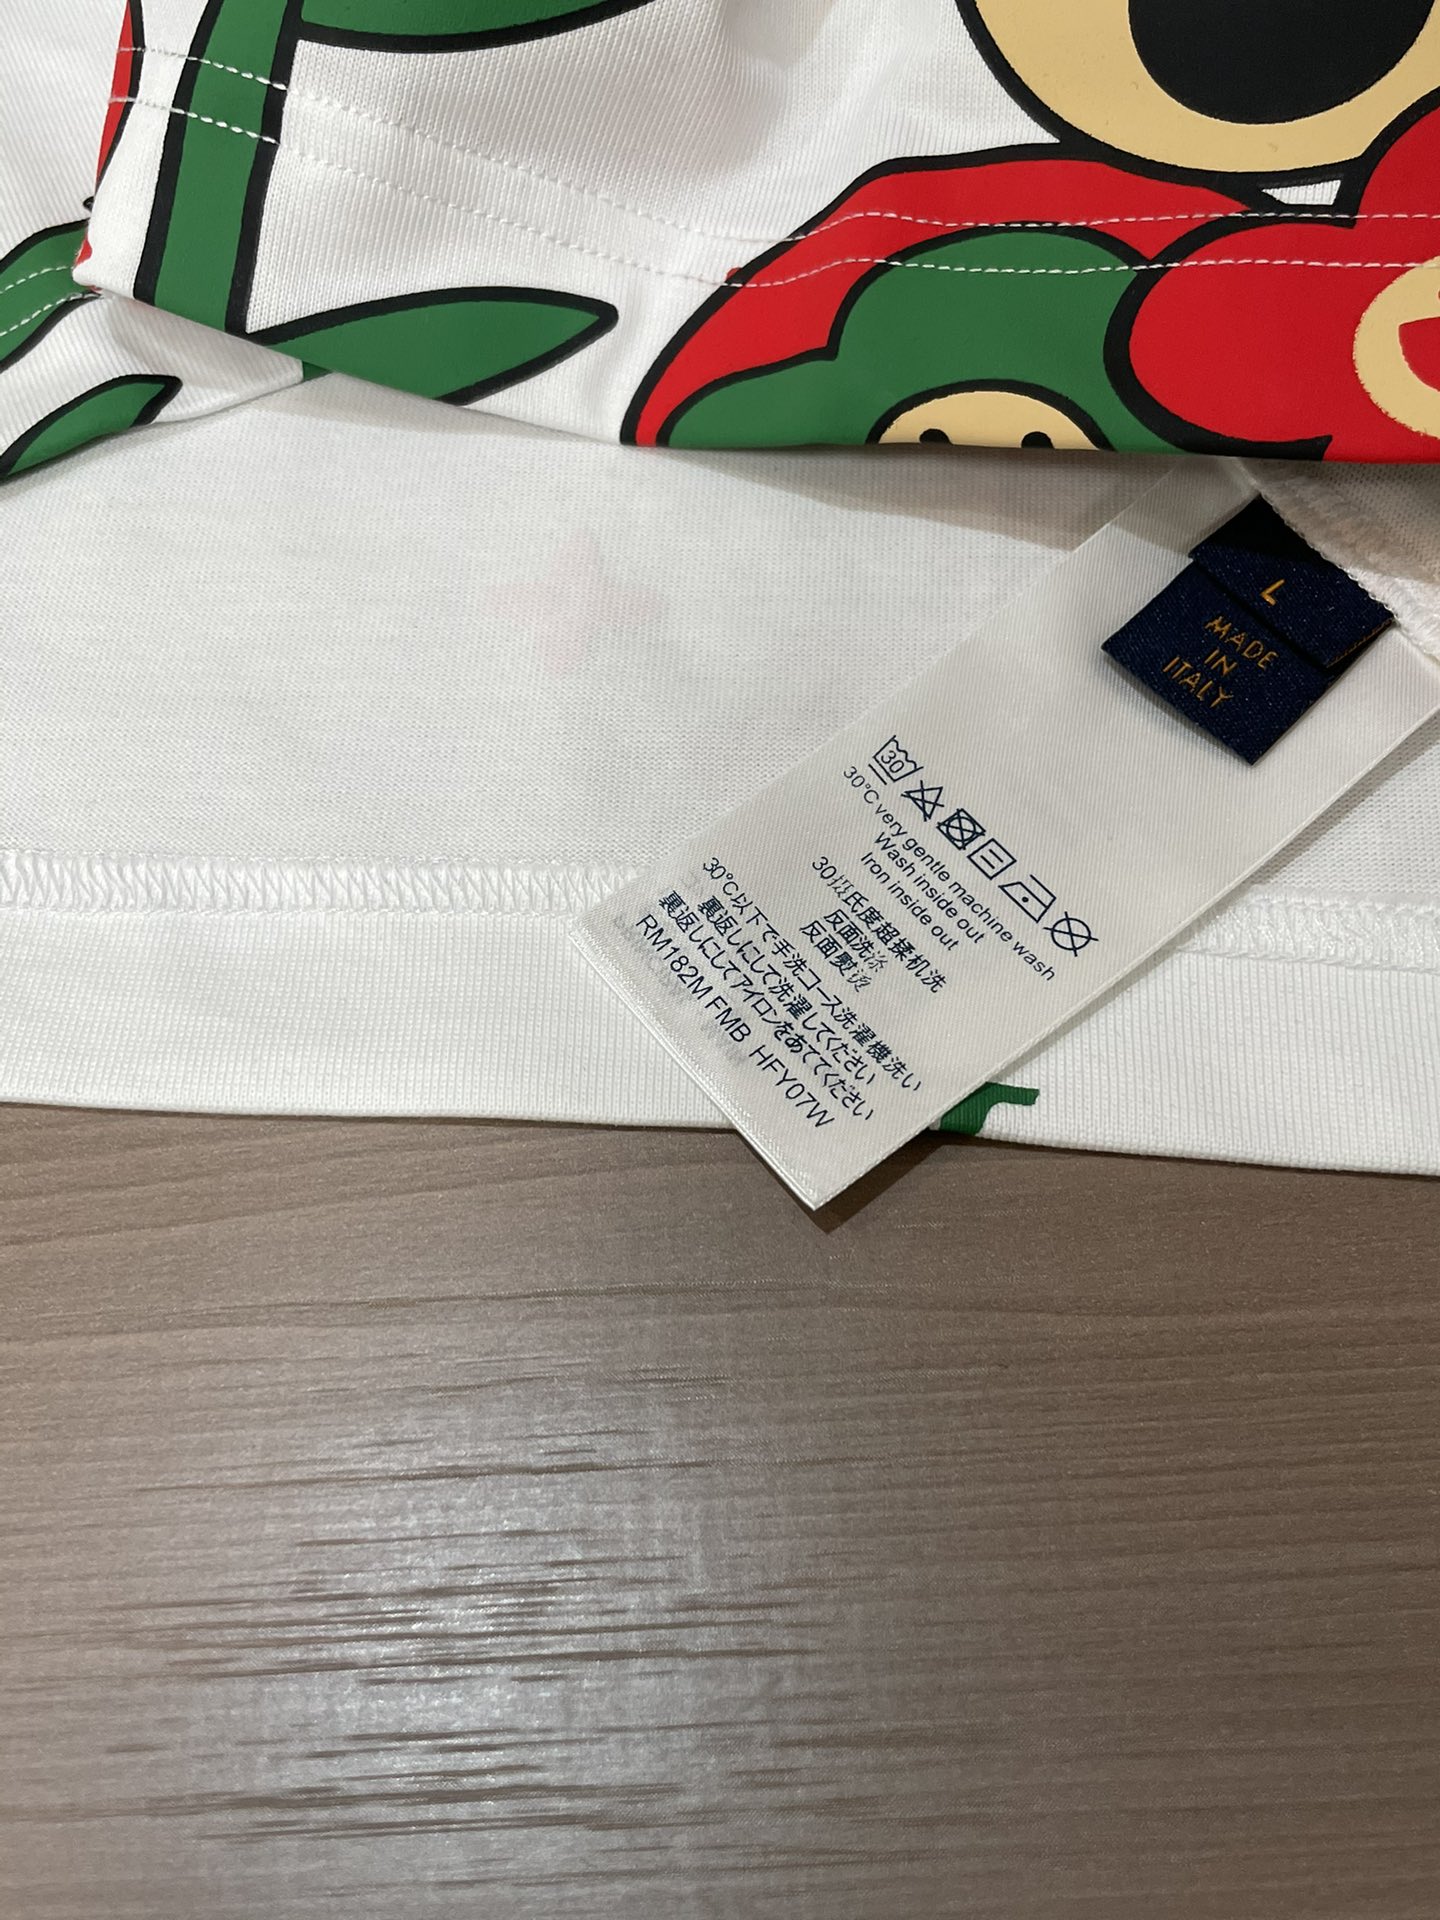 L
MADE
IN
ITALY
30
30°C very gentle machine wash
Wash inside out
Iron inside out
30摄氏度超揉机洗
反面洗涤
反面熨烫
30℃以下で手洗コース洗濯機洗い
裏返しにして洗濯してください
裏返しにしてアイロンをあててください
RM182M FMB HFY07W